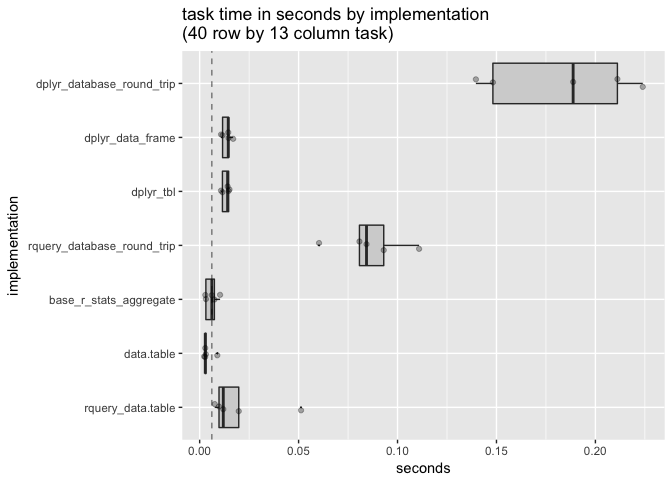 task time in seconds by implementation
(40 row by 13 column task)
implementation
dplyr_database_round_trip
dplyr_data_frame
dplyr_tbl
rquery_database_round_trip
base_r_stats_aggregate
data.table
rquery_data.table
0.00 0.05 0.10 0.15 0.20
seconds